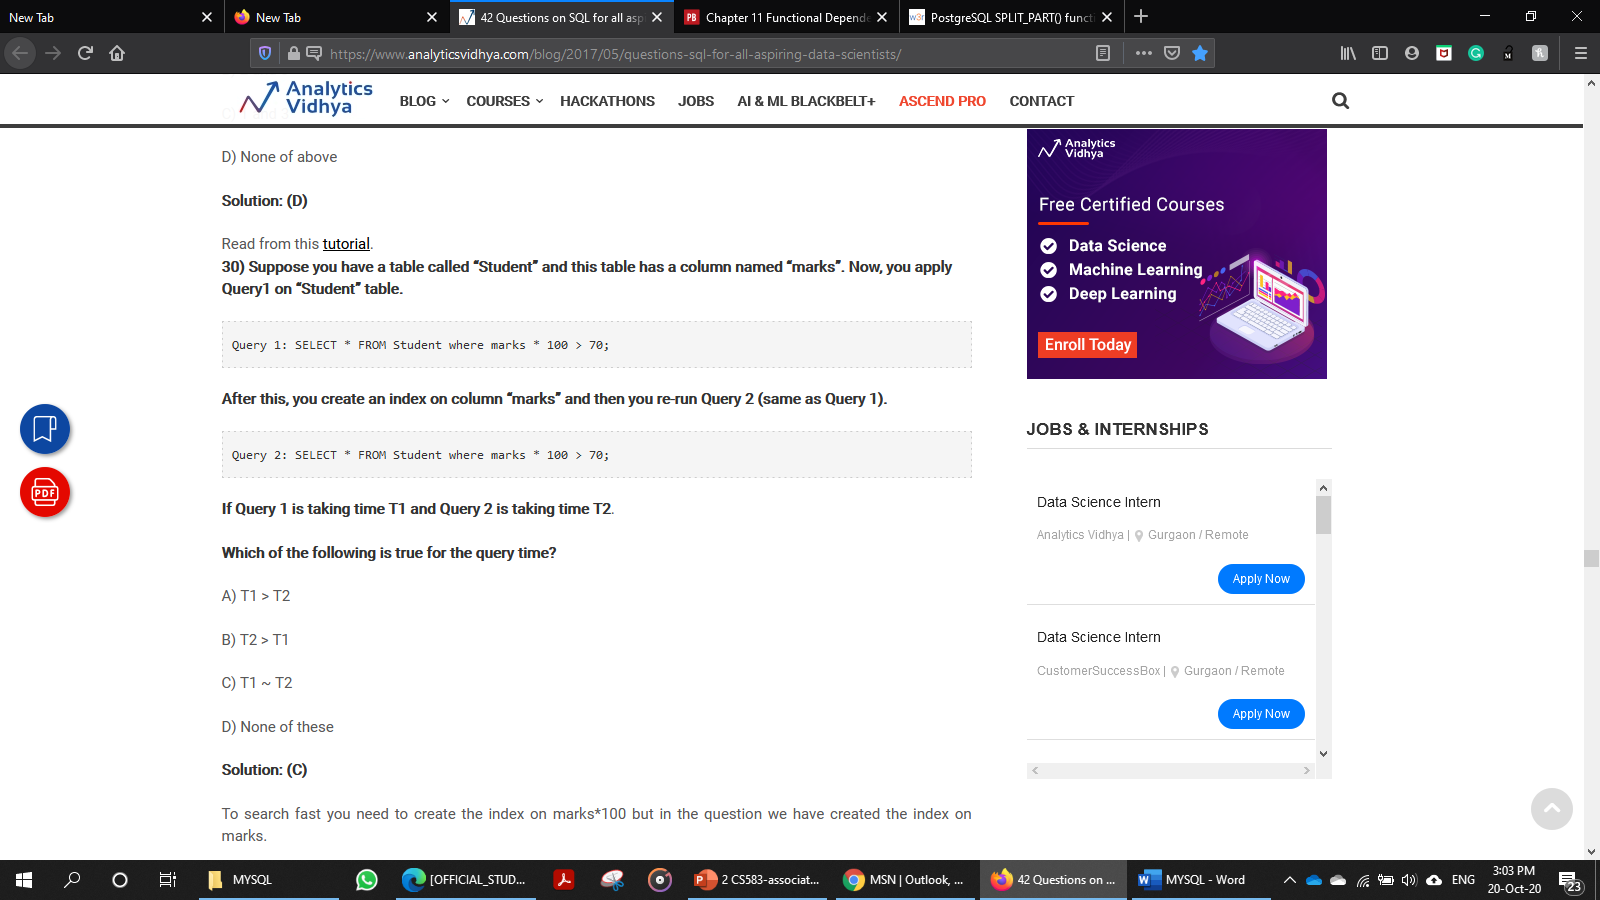 New Tab
New Tab
42 Questions on SQL for all asp
Chapter 11 Functional Depende
w3r
PostgreSQL SPLIT_PART() functi
https://www.analyticsvidhya.com/blog/2017/05/questions-sql-for-all-aspiring-data-scientists/
Analytics
Vidhya
BLOG
COURSES
HACKATHONS
JOBS
AI & ML BLACKBELT+
ASCEND PRO
CONTACT
D) None of above
Solution: (D)
Read from this tutorial.
30) Suppose you have a table called “Student” and this table has a column named “marks”. Now, you apply
Query1 on “Student” table.
Query 1: SELECT * FROM Student where marks * 100 > 70;
After this, you create an index on column “marks” and then you re-run Query 2 (same as Query 1).
Query 2: SELECT * FROM Student where marks * 100 > 70;
If Query 1 is taking time T1 and Query 2 is taking time T2.
Which of the following is true for the query time?
A) T1 > T2
B) T2 > T1
C) T1 ~ T2
D) None of these
Solution: (C)
To search fast you need to create the index on marks*100 but in the question we have created the index on
marks.
PDF
Analytics
Vidhya
Free Certified Courses
Data Science
Machine Learning
Deep Learning
Enroll Today
JOBS & INTERNSHIPS
Data Science Intern
Analytics Vidhya | Gurgaon / Remote
Apply Now
Data Science Intern
CustomerSuccessBox | Gurgaon / Remote
Apply Now
MYSQL
[OFFICIAL_STUD...
2 CS583-associat...
MSN | Outlook, ...
42 Questions on ...
MYSQL - Word
ENG
3:03 PM
20-Oct-20
23